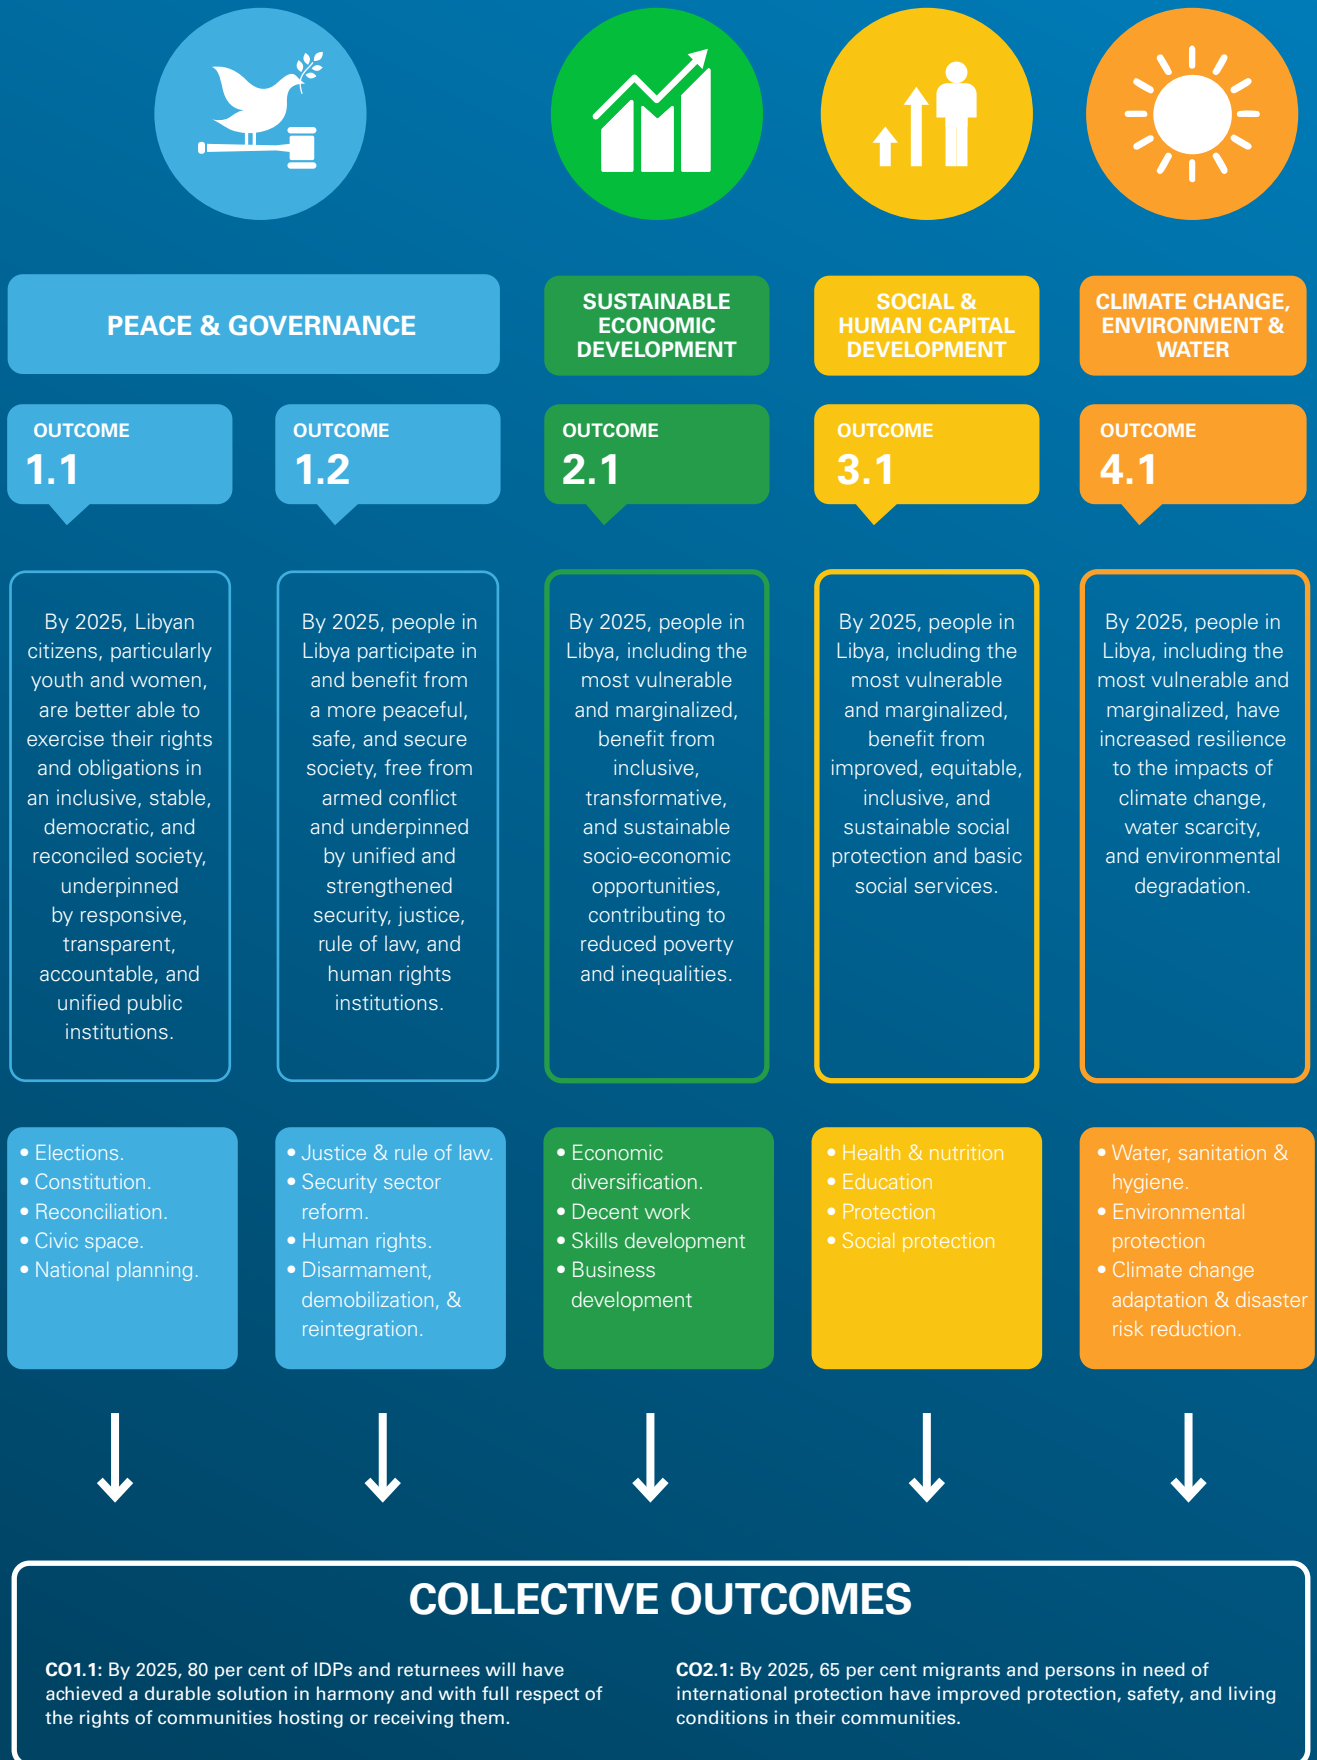 PEACE & GOVERNANCE
SUSTAINABLE
ECONOMIC
DEVELOPMENT
SOCIAL &
HUMAN CAPITAL
DEVELOPMENT
CLIMATE CHANGE,
ENVIRONMENT &
WATER
OUTCOME
1.1
OUTCOME
1.2
OUTCOME
2.1
OUTCOME
3.1
OUTCOME
4.1
By 2025, Libyan
citizens, particularly
youth and women,
are better able to
exercise their rights
and obligations in
an inclusive, stable,
democratic, and
reconciled society,
underpinned
by responsive,
transparent,
accountable, and
unified public
institutions.
By 2025, people in
Libya participate in
and benefit from
a more peaceful,
safe, and secure
society, free from
armed conflict
and underpinned
by unified and
strengthened
security, justice,
rule of law, and
human rights
institutions.
By 2025, people in
Libya, including the
most vulnerable
and marginalized,
benefit from
inclusive,
transformative,
and sustainable
socio-economic
opportunities,
contributing to
reduced poverty
and inequalities.
By 2025, people in
Libya, including the
most vulnerable
and marginalized,
benefit from
improved, equitable,
inclusive, and
sustainable social
protection and basic
social services.
By 2025, people in
Libya, including the
most vulnerable and
marginalized, have
increased resilience
to the impacts of
climate change,
water scarcity,
and environmental
degradation.
• Elections.
• Constitution.
• Reconciliation.
• Civic space.
• National planning.
• Justice & rule of law.
• Security sector
reform.
• Human rights.
• Disarmament,
demobilization, &
reintegration.
• Economic
diversification.
• Decent work
• Skills development
• Business
development
• Health & nutrition
• Education
• Protection
• Social protection
• Water, sanitation &
hygiene.
• Environmental
protection
• Climate change
adaptation & disaster
risk reduction.
COLLECTIVE OUTCOMES
CO1.1: By 2025, 80 per cent of IDPs and returnees will have
achieved a durable solution in harmony and with full respect of
the rights of communities hosting or receiving them.
CO2.1: By 2025, 65 per cent migrants and persons in need of
international protection have improved protection, safety, and living
conditions in their communities.